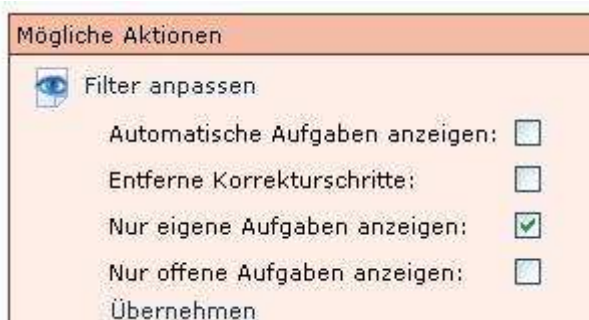 Mögliche Aktionen
Filter anpassen
Automatische Aufgaben anzeigen:
Entferne Korrekturschritte:
Nur eigene Aufgaben anzeigen:
Nur offene Aufgaben anzeigen:
Übernehmen